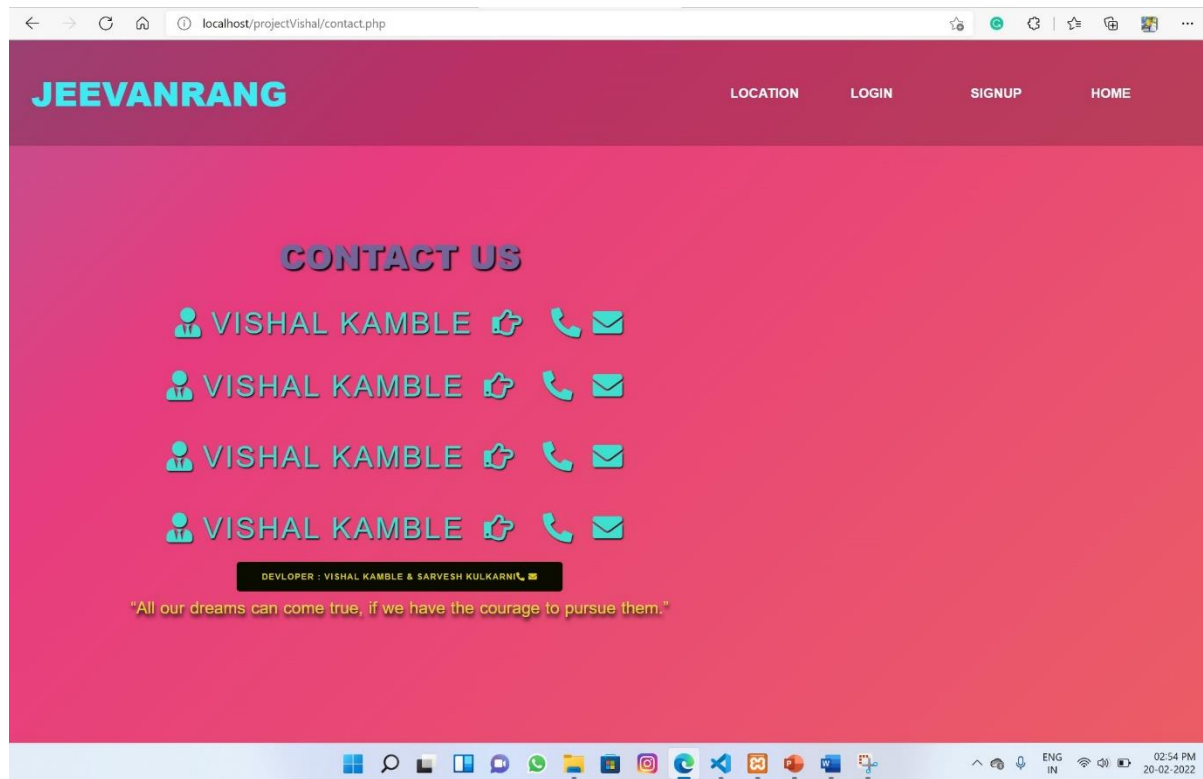 localhost/projectVishal/contact.php
JEEVANRANG
LOCATION LOGIN SIGNUP HOME
CONTACT US
VISHAL KAMBLE
VISHAL KAMBLE
VISHAL KAMBLE
VISHAL KAMBLE
DEVLOPER : VISHAL KAMBLE & SARVESH KULKARNI
“All our dreams can come true, if we have the courage to pursue them.”
ENG 02:54 PM
IN 20-02-2022